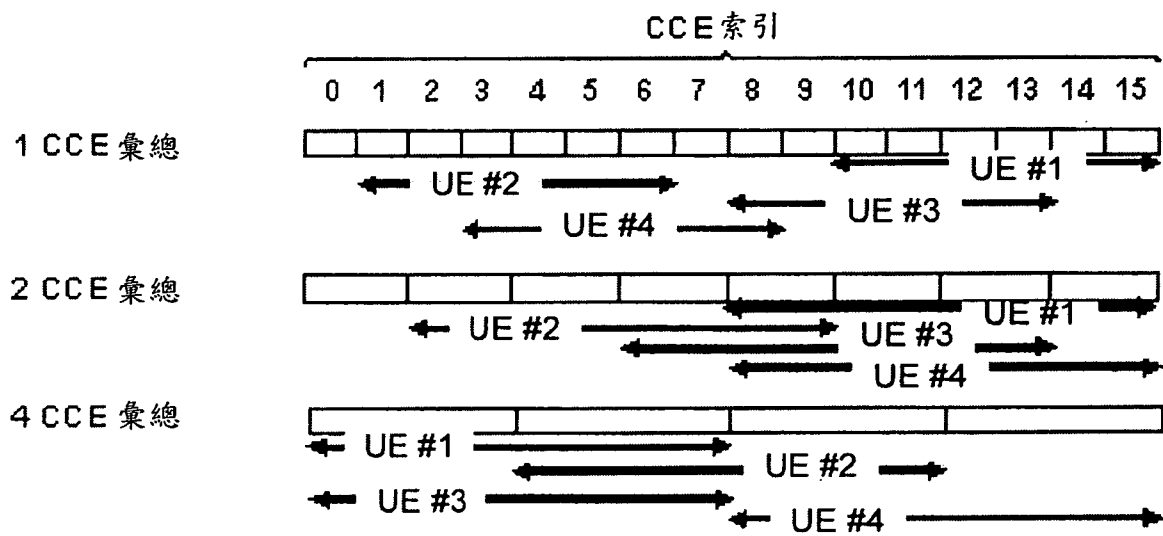 CCE索引
0 1 2 3 4 5 6 7 8 9 10 11 12 13 14 15
1 CCE彙總
UE #1
UE #2
UE #3
UE #4
2 CCE彙總
UE #1
UE #2
UE #3
UE #4
4 CCE彙總
UE #1
UE #2
UE #3
UE #4